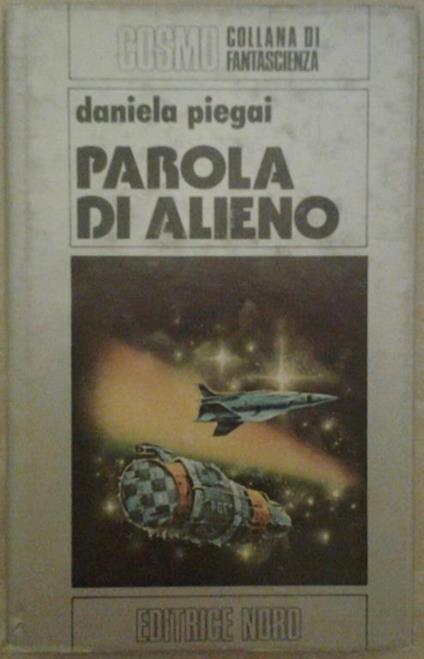 COSMO
COLLANA DI
FANTASCIENZA
daniela piegai
PAROLA
DI ALIENO
EDITRICE NORD